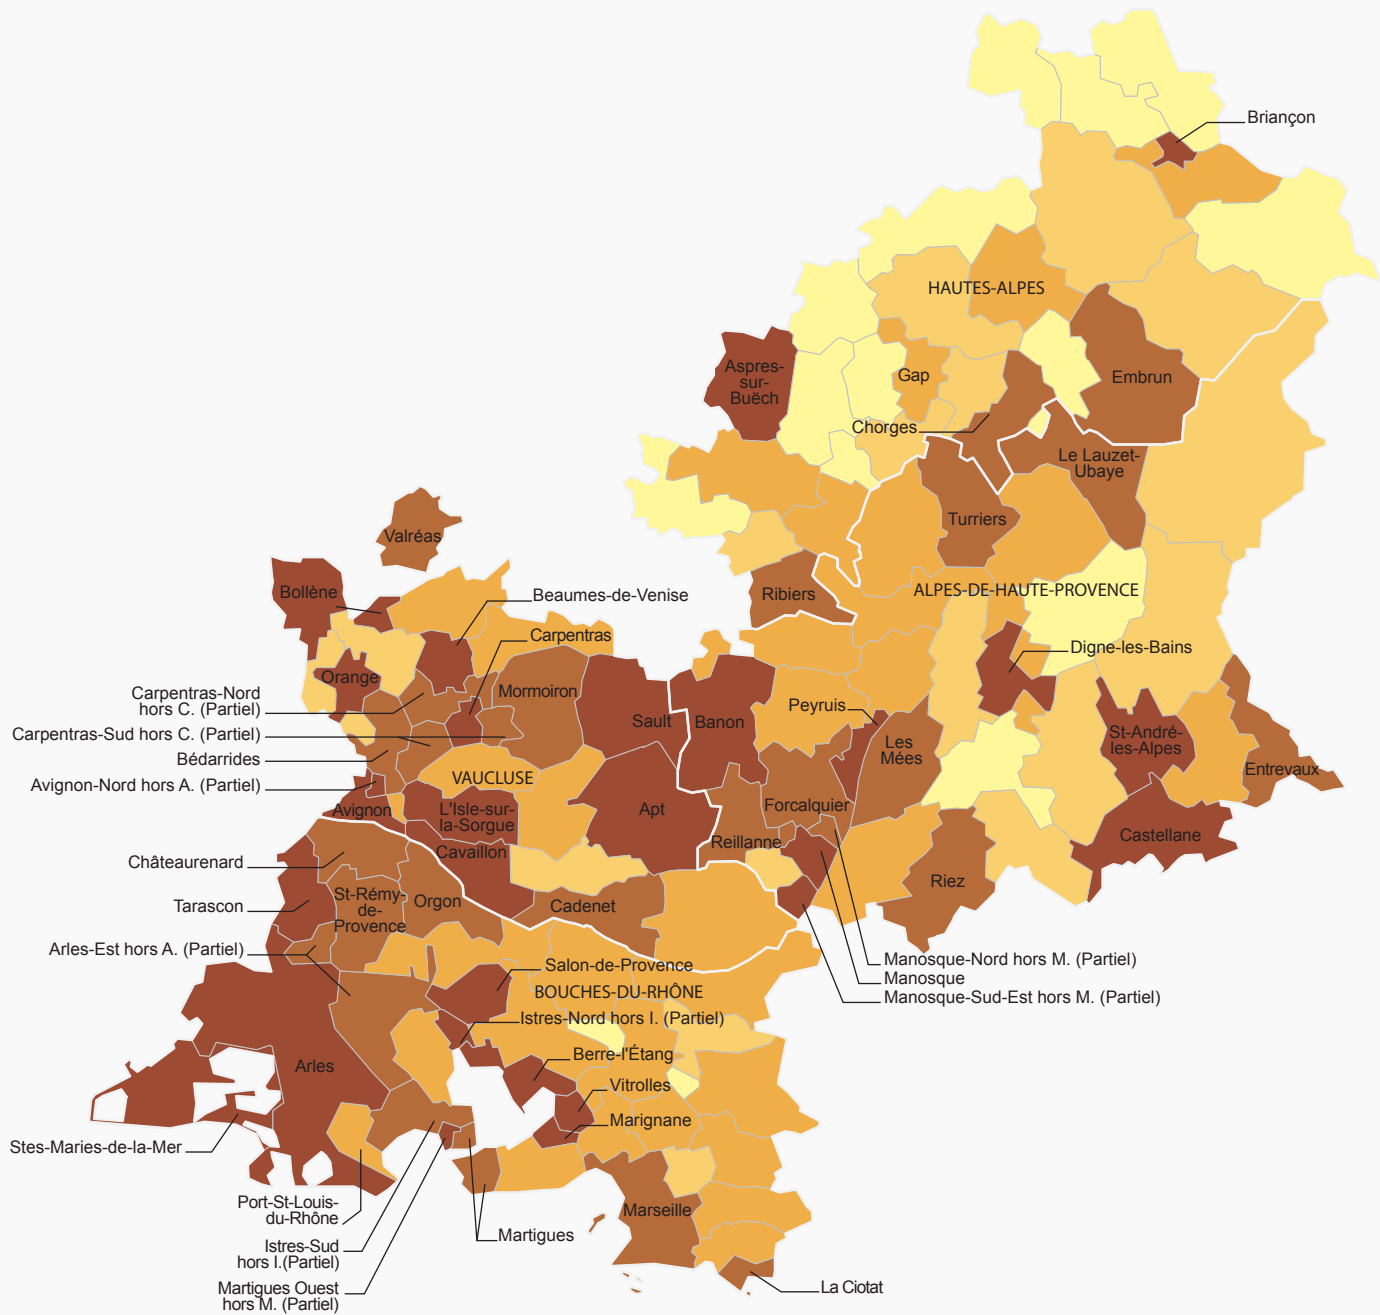 Briançon
HAUTES-ALPES
Aspres-
sur-
Buëch
Gap
Embrun
Chorges
Le Lauzet-
Ubaye
Turriers
Valréas
Bollène
Ribiers
ALPES-DE-HAUTE-PROVENCE
Beaumes-de-Venise
Carpentras
Digne-les-Bains
Orange
Mormoiron
Carpentras-Nord
hors C. (Partiel)
Peyruis
Sault
Banon
Carpentras-Sud hors C. (Partiel)
St-André-
les-Alpes
Les
Mées
Bédarrides
Entrevaux
VAUCLUSE
Avignon-Nord hors A. (Partiel)
Avignon
L'Isle-sur-
la-Sorgue
Apt
Forcalquier
Castellane
Reillanne
Cavaillon
Châteaurenard
Riez
St-Rémy-
de-
Provence
Orgon
Tarascon
Cadenet
Arles-Est hors A. (Partiel)
Manosque-Nord hors M. (Partiel)
Salon-de-Provence
Manosque
BOUCHES-DU-RHÔNE
Manosque-Sud-Est hors M. (Partiel)
Istres-Nord hors I. (Partiel)
Berre-l'Étang
Arles
Vitrolles
Marignane
Stes-Maries-de-la-Mer
Port-St-Louis-
du-Rhône
Marseille
Martigues
Istres-Sud
hors I.(Partiel)
Martigues Ouest
hors M. (Partiel)
La Ciotat